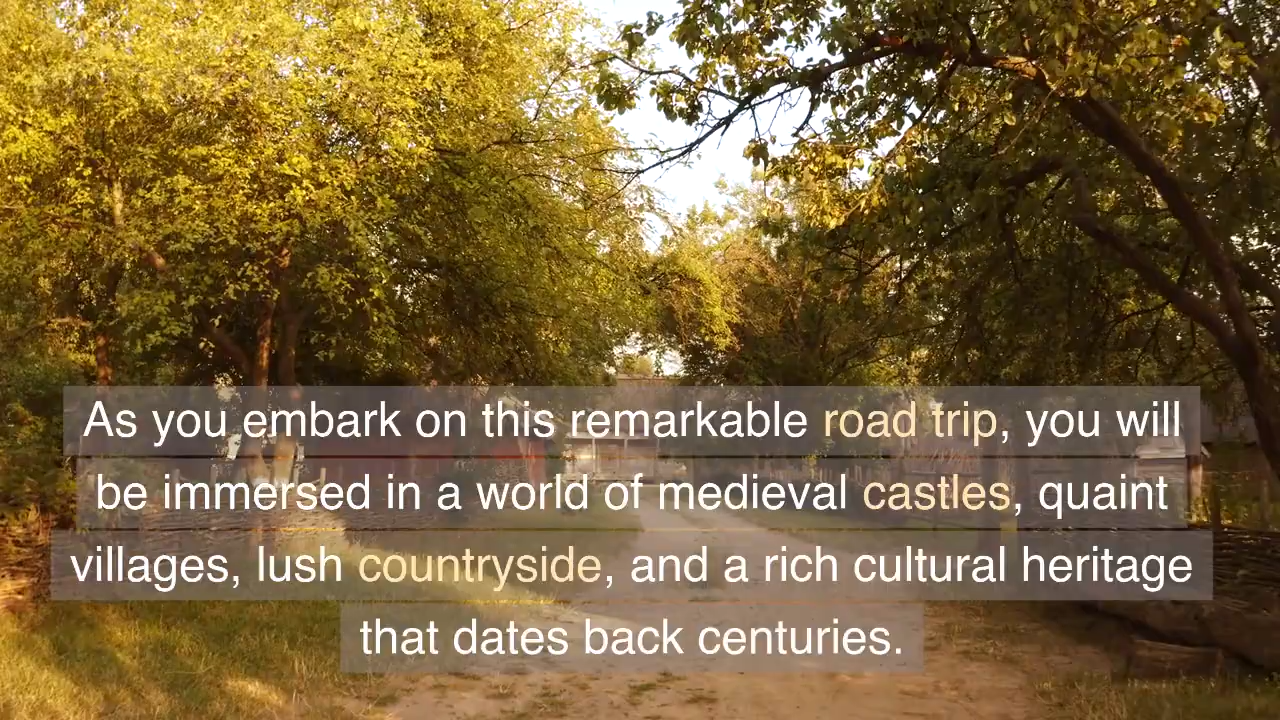 As you embark on this remarkable road trip, you will
be immersed in a world of medieval castles, quaint
villages, lush countryside, and a rich cultural heritage
that dates back centuries.